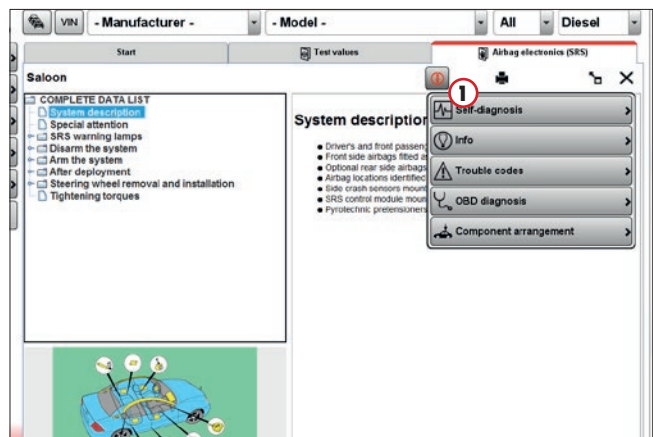 VIN - Manufacturer - - Model - All Diesel
Start Test values Airbag electronics (SRS)
Saloon
COMPLETE DATA LIST
System description
Special attention
SRS warning lamps
Disarm the system
Arm the system
After deployment
Steering wheel removal and installation
Tightening torques
System description
Driver's and front passen
Front side airbags fitted a
Optional rear side airbags
Airbag locations identified
Side crash sensors mount
SRS control module moun
Pyrotechnic pretensioners
1
Self-diagnosis
Info
Trouble codes
OBD diagnosis
Component arrangement